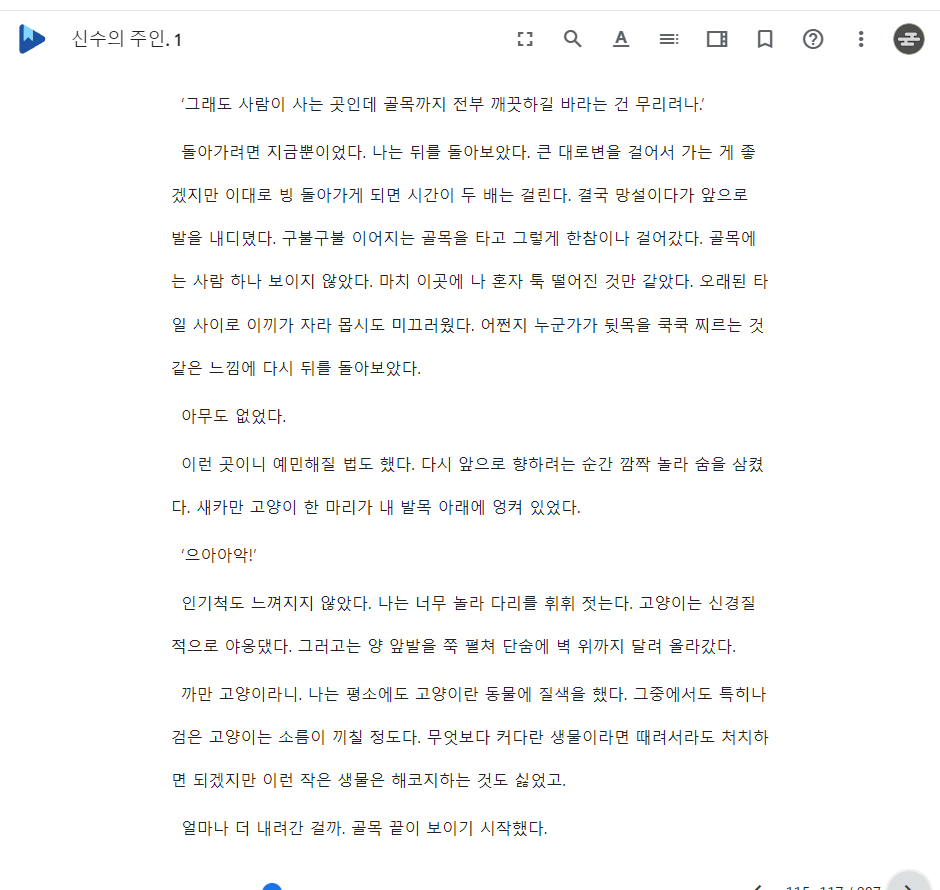 신수의 주인. 1
'그래도 사람이 사는 곳인데 골목까지 전부 깨끗하길 바라는 건 무리려나.'
돌아가려면 지금뿐이었다. 나는 뒤를 돌아보았다. 큰 대로변을 걸어서 가는 게 좋
겠지만 이대로 빙 돌아가게 되면 시간이 두 배는 걸린다. 결국 망설이다가 앞으로
발을 내디뎠다. 구불구불 이어지는 골목을 타고 그렇게 한참이나 걸어갔다. 골목에
는 사람 하나 보이지 않았다. 마치 이곳에 나 혼자 툭 떨어진 것만 같았다. 오래된 타
일 사이로 이끼가 자라 몹시도 미끄러웠다. 어쩐지 누군가가 뒷목을 쿡쿡 찌르는 것
같은 느낌에 다시 뒤를 돌아보았다.
아무도 없었다.
이런 곳이니 예민해질 법도 했다. 다시 앞으로 향하려는 순간 깜짝 놀라 숨을 삼켰
다. 새카만 고양이 한 마리가 내 발목 아래에 엉켜 있었다.
'으아아악!'
인기척도 느껴지지 않았다. 나는 너무 놀라 다리를 휘휘 젓는다. 고양이는 신경질
적으로 야옹댔다. 그러고는 양 앞발을 쭉 펼쳐 단숨에 벽 위까지 달려 올라갔다.
까만 고양이라니. 나는 평소에도 고양이란 동물에 질색을 했다. 그중에서도 특히나
검은 고양이는 소름이 끼칠 정도다. 무엇보다 커다란 생물이라면 때려서라도 처치하
면 되겠지만 이런 작은 생물은 해코지하는 것도 싫었고.
얼마나 더 내려간 걸까. 골목 끝이 보이기 시작했다.